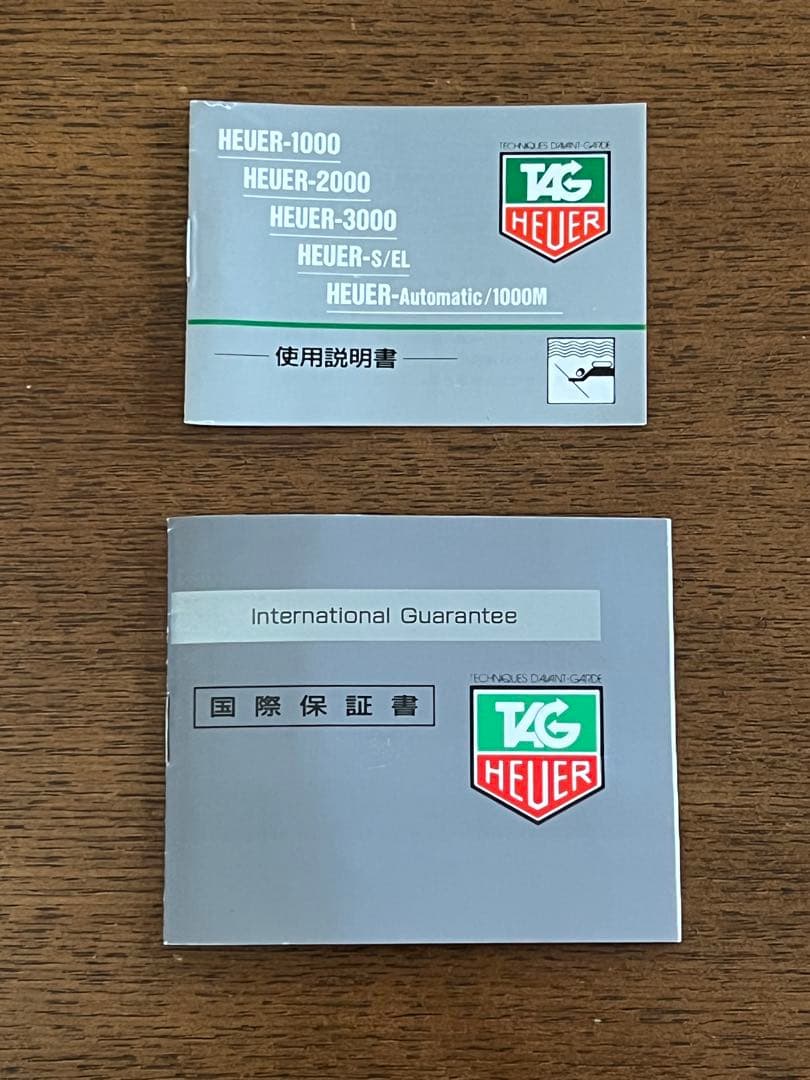 HEUER-1000
HEUER-2000
HEUER-3000
HEUER-S/EL
HEUER-Automatic/1000M
TECHNIQUES D'AVANT-GARDE
TAG
HEUER
使用説明書
International Guarantee
国際保証書
TECHNIQUES D'AVANT-GARDE
TAG
HEUER